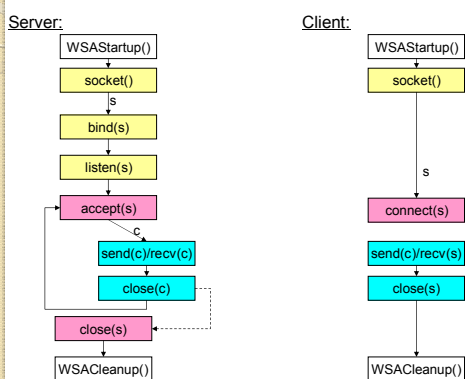 Server:
WSAStartup()
socket()
s
bind(s)
listen(s)
accept(s)
c
send(c)/recv(c)
close(c)
close(s)
WSACleanup()
Client:
WSAStartup()
socket()
s
connect(s)
send(s)/recv(s)
close(s)
WSACleanup()